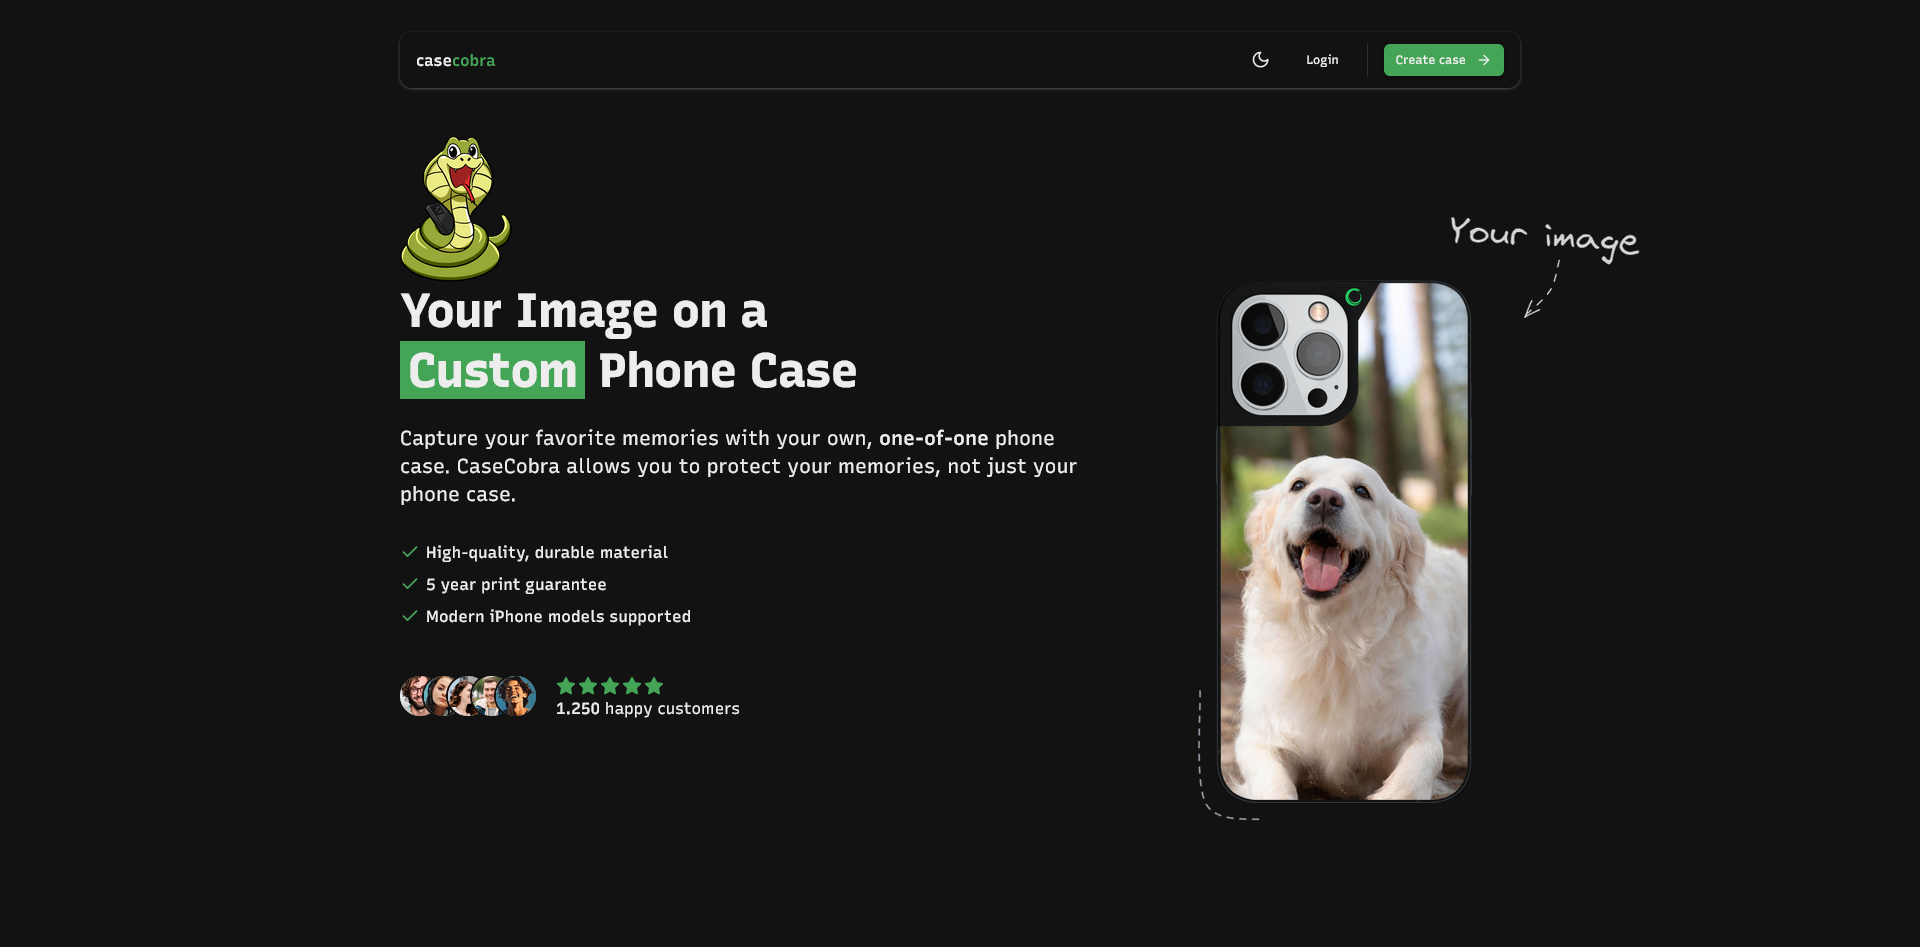 casecobra
Login
Create case
Your image
Your Image on a
Custom Phone Case
Capture your favorite memories with your own, one-of-one phone
case. CaseCobra allows you to protect your memories, not just your
phone case.
High-quality, durable material
5 year print guarantee
Modern iPhone models supported
1.250 happy customers